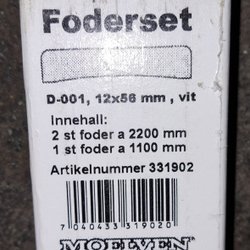 Foderset
D-001, 12x56 mm , vit
Innehall:
2 st foder a 2200 mm
1 st foder a 1100 mm
Artikelnummer 331902
7 040433 319020
MOELVEN